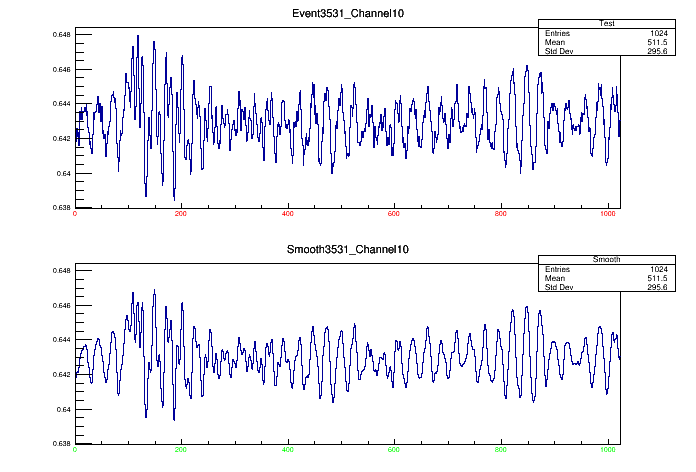 Event3531_Channel10
Test
Entries 1024
Mean 511.5
Std Dev 295.6
0.648
0.646
0.644
0.642
0.64
0.638
0 200 400 600 800 1000
Smooth3531_Channel10
Smooth
Entries 1024
Mean 511.5
Std Dev 295.6
0.648
0.646
0.644
0.642
0.64
0.638
0 200 400 600 800 1000